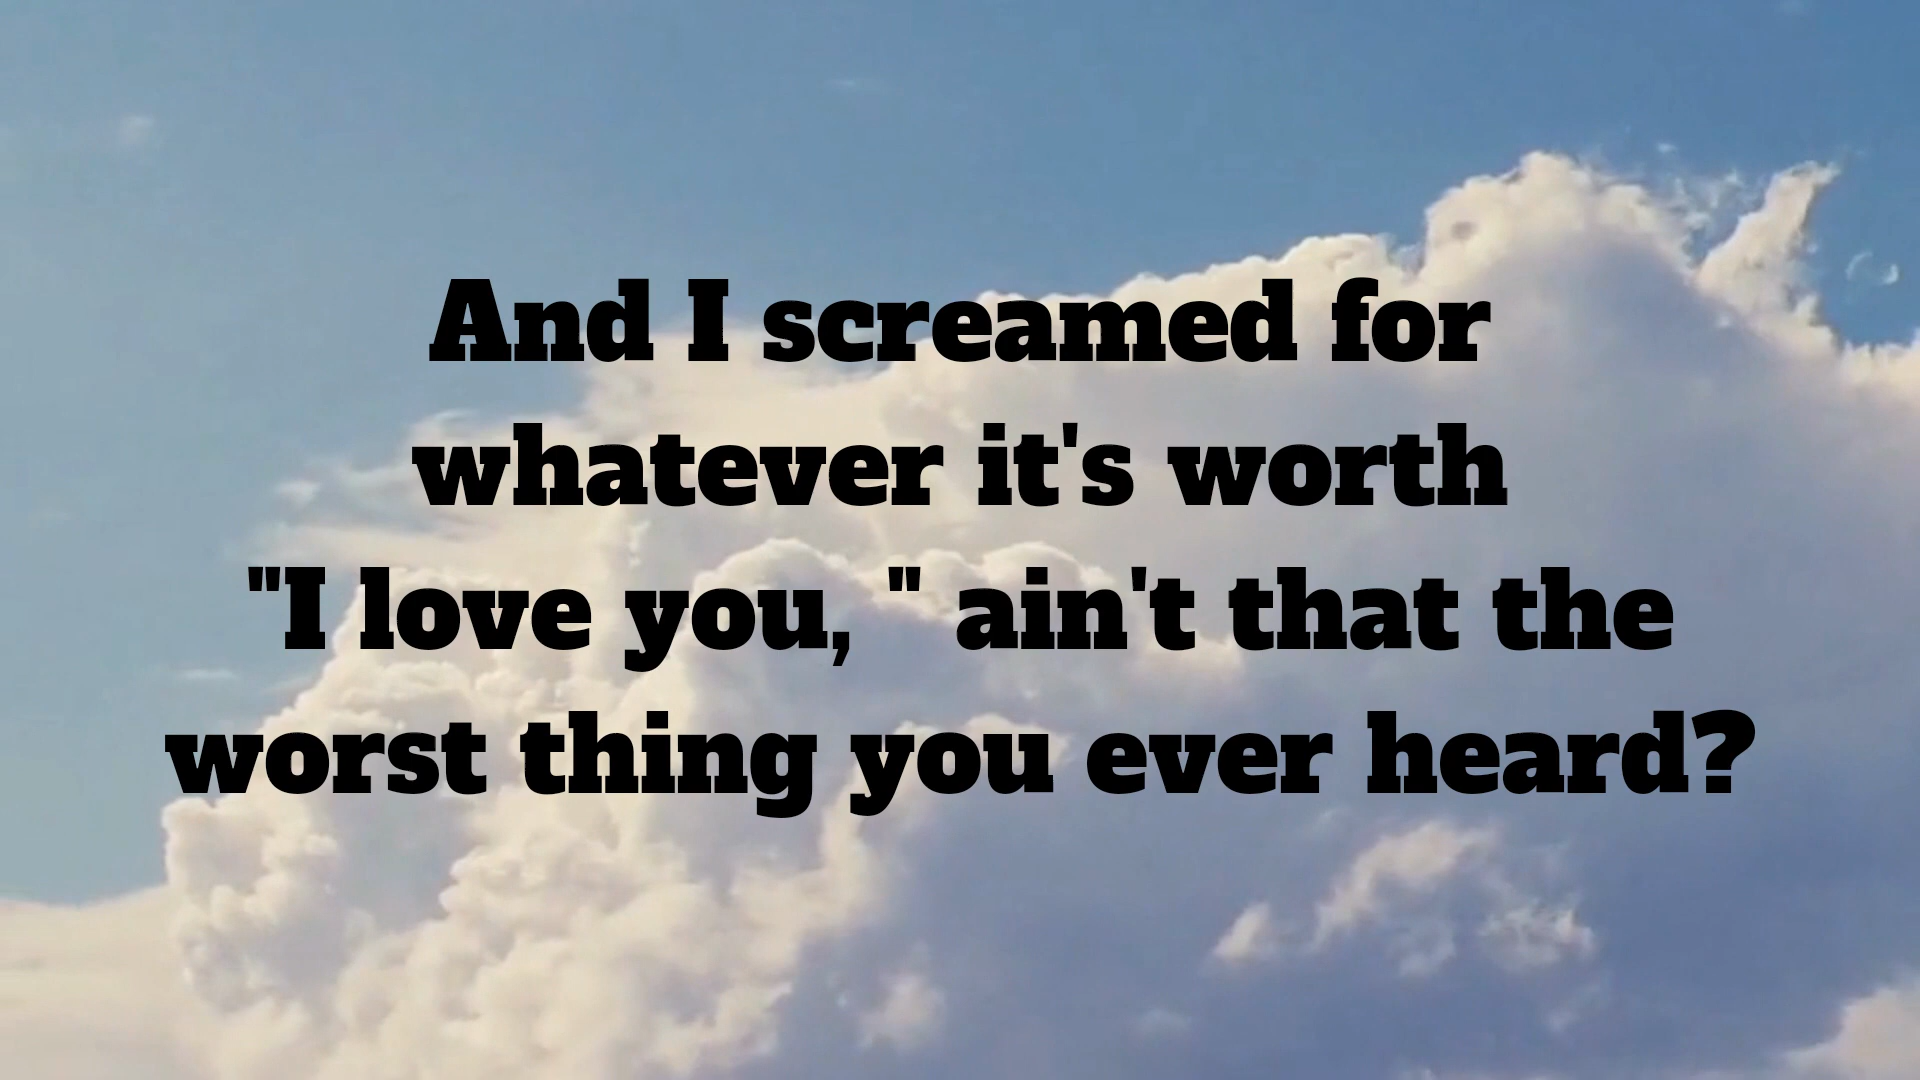 And I screamed for
whatever it's worth
"I love you, " ain't that the
worst thing you ever heard?